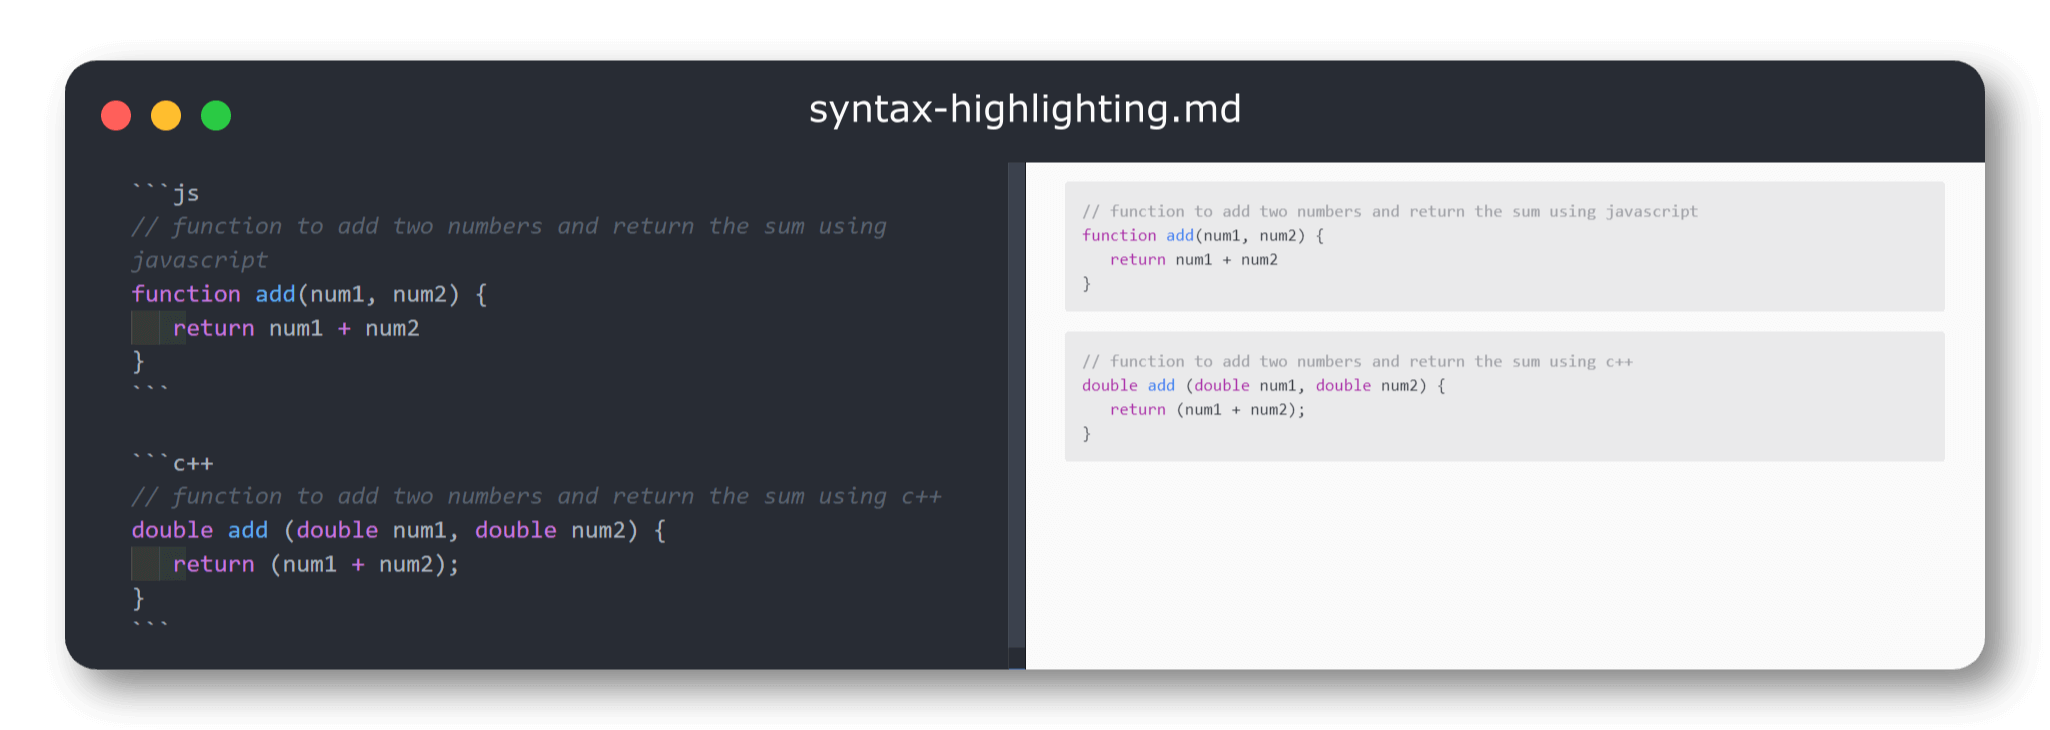 syntax-highlighting.md
```js
// function to add two numbers and return the sum using
javascript
function add(num1, num2) {
   return num1 + num2
}
```
```c++
// function to add two numbers and return the sum using c++
double add (double num1, double num2) {
   return (num1 + num2);
}
```
// function to add two numbers and return the sum using javascript
function add(num1, num2) {
   return num1 + num2
}
// function to add two numbers and return the sum using c++
double add (double num1, double num2) {
   return (num1 + num2);
}